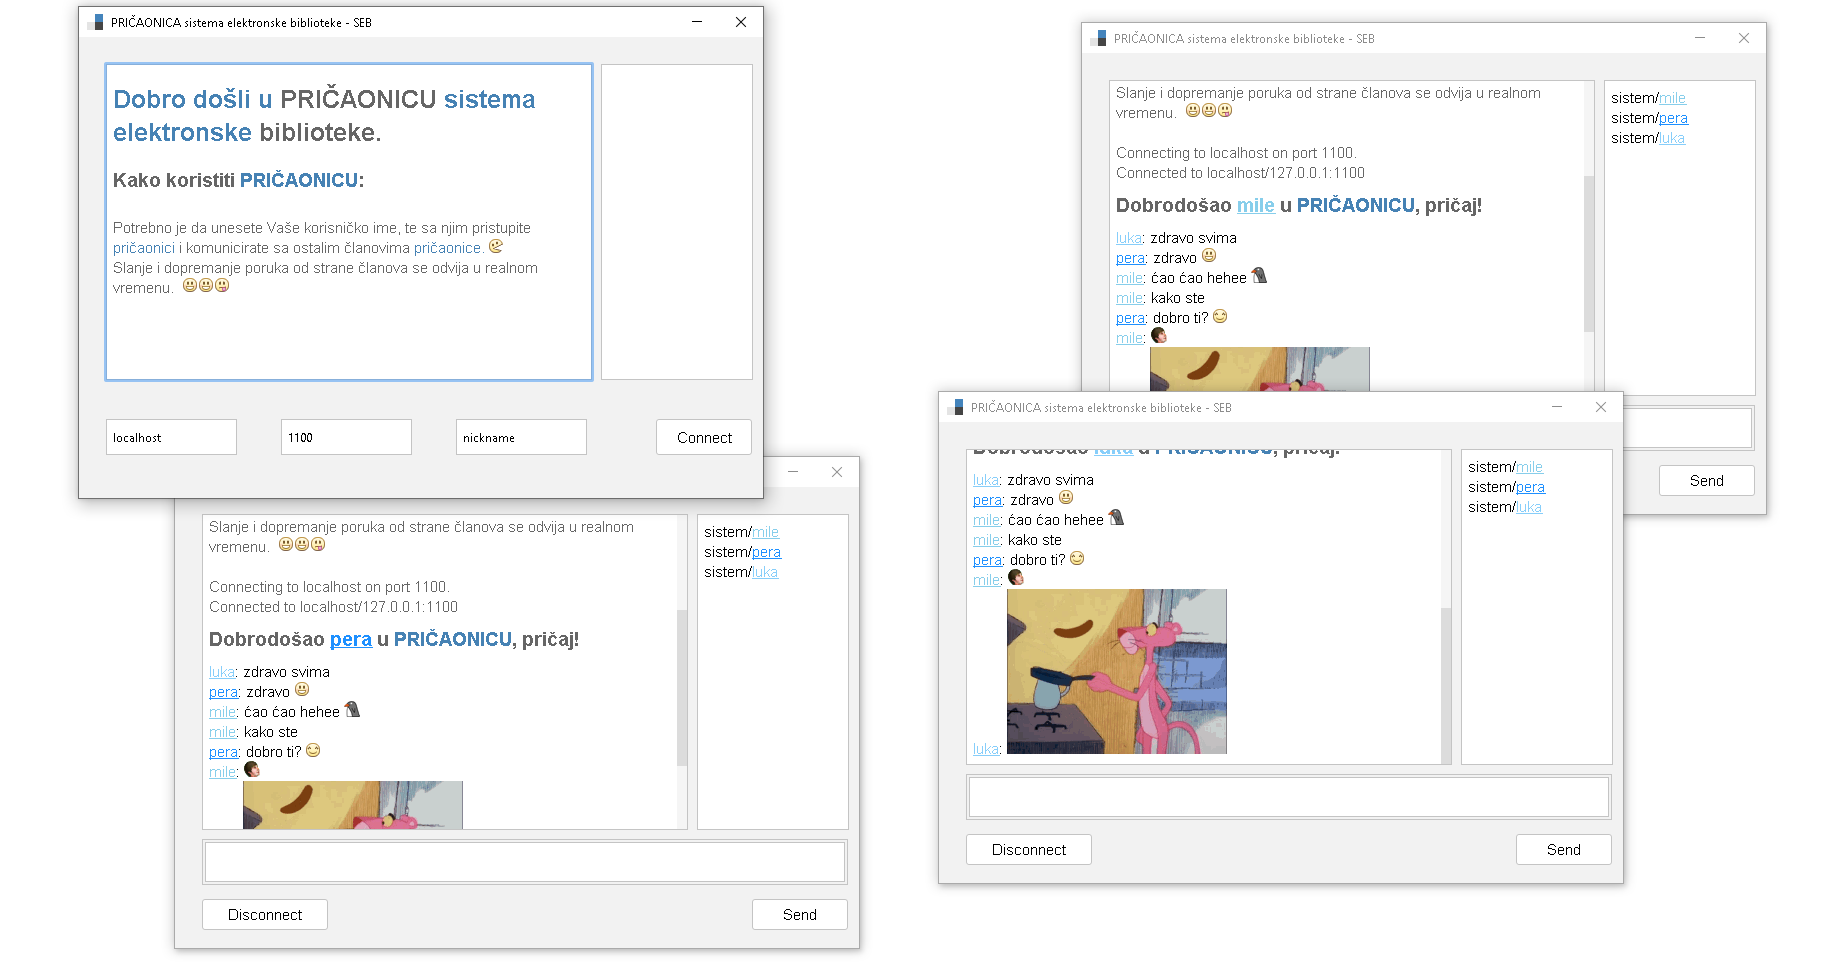 PRIČAONICA sistema elektronske biblioteke - SEB
Dobro došli u PRIČAONICU sistema
elektronske biblioteke.
Kako koristiti PRIČAONICU:
Potrebno je da unesete Vaše korisničko ime, te sa njim pristupite
pričaonici i komunicirate sa ostalim članovima pričaonice.
Slanje i dopremanje poruka od strane članova se odvija u realnom
vremenu.
localhost
1100
nickname
Connect
Slanje i dopremanje poruka od strane članova se odvija u realnom
vremenu.
Connecting to localhost on port 1100.
Connected to localhost/127.0.0.1:1100
Dobrodošao pera u PRIČAONICU, pričaj!
luka: zdravo svima
pera: zdravo
mile: ćao ćao hehee
mile: kako ste
pera: dobro ti?
mile:
sistem/mile
sistem/pera
sistem/luka
Disconnect
Send
PRIČAONICA sistema elektronske biblioteke - SEB
Slanje i dopremanje poruka od strane članova se odvija u realnom
vremenu.
Connecting to localhost on port 1100.
Connected to localhost/127.0.0.1:1100
Dobrodošao mile u PRIČAONICU, pričaj!
luka: zdravo svima
pera: zdravo
mile: ćao ćao hehee
mile: kako ste
pera: dobro ti?
mile:
sistem/mile
sistem/pera
sistem/luka
Send
PRIČAONICA sistema elektronske biblioteke - SEB
Dobrodošao luka u PRIČAONICU, pričaj!
luka: zdravo svima
pera: zdravo
mile: ćao ćao hehee
mile: kako ste
pera: dobro ti?
mile:
luka:
sistem/mile
sistem/pera
sistem/luka
Disconnect
Send